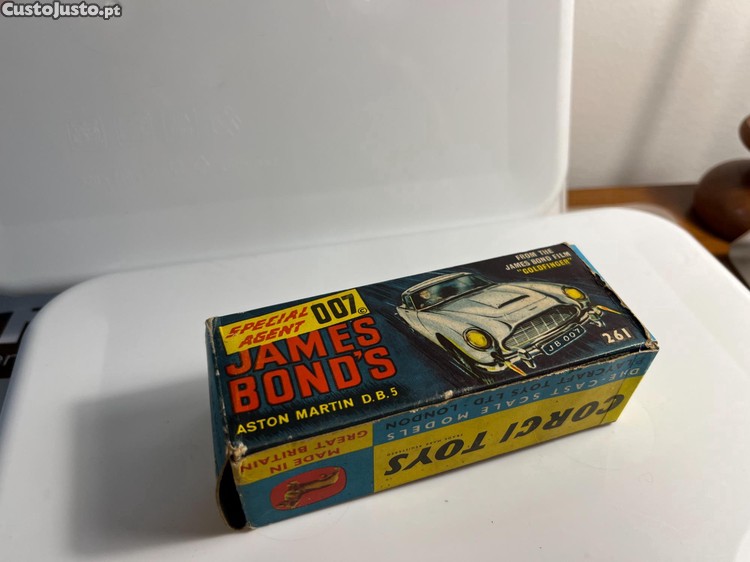 CustoJusto.pt
SPECIAL
AGENT 007
JAMES
BOND'S
ASTON MARTIN D.B.5
FROM THE
JAMES BOND FILM
"GOLDFINGER"
JB 007
261
MADE IN
GREAT BRITAIN
CORGI TOYS
DIE-CAST SCALE MODELS
PLAYCRAFT TOYS LTD. LONDON